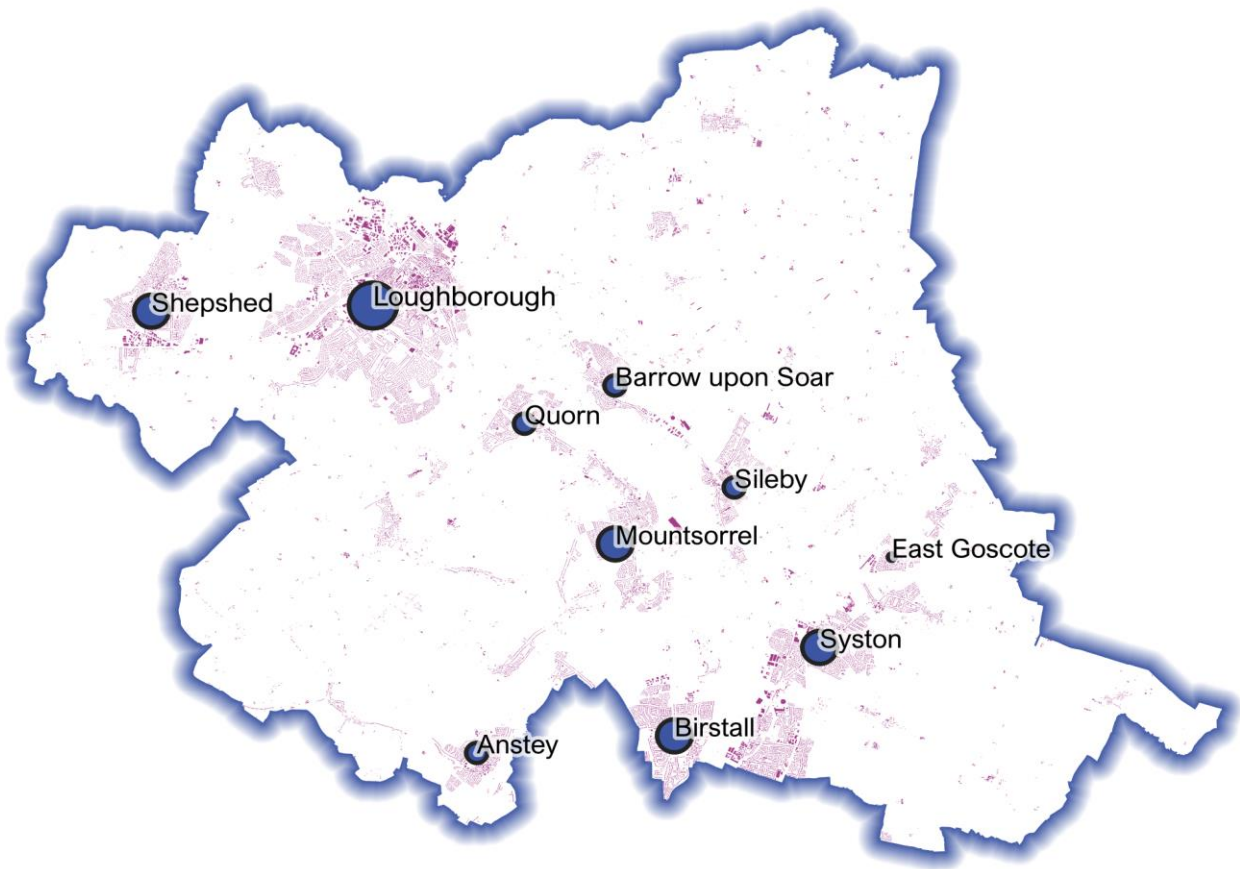 Shepshed
Loughborough
Barrow upon Soar
Quorn
Sileby
Mountsorrel
East Goscote
Syston
Birstall
Anstey